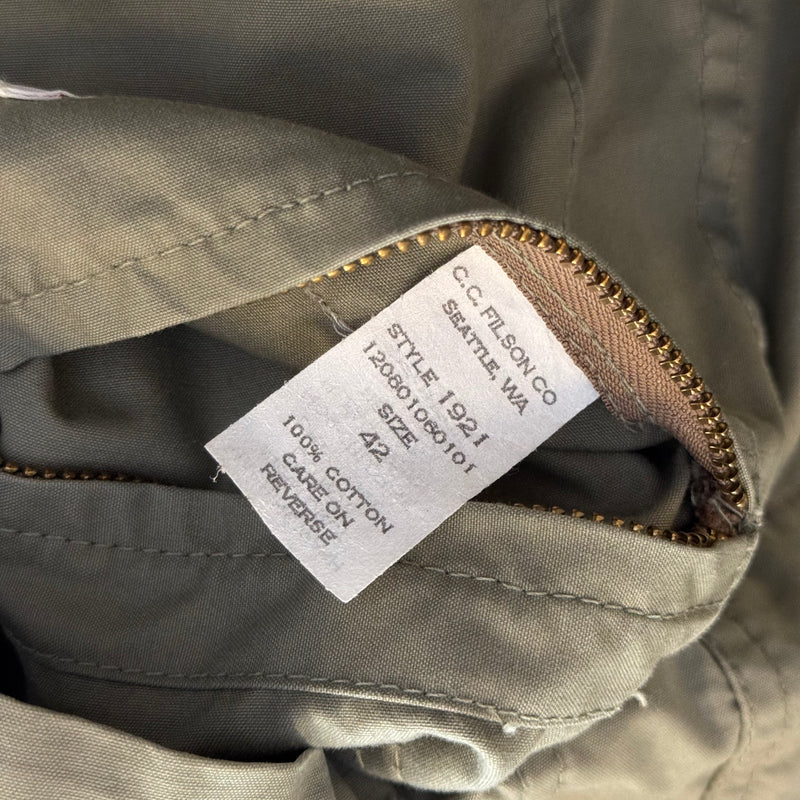 C.C. FILSON CO
SEATTLE, WA
STYLE 1921
120801060101
SIZE
42
100% COTTON
CARE ON
REVERSE